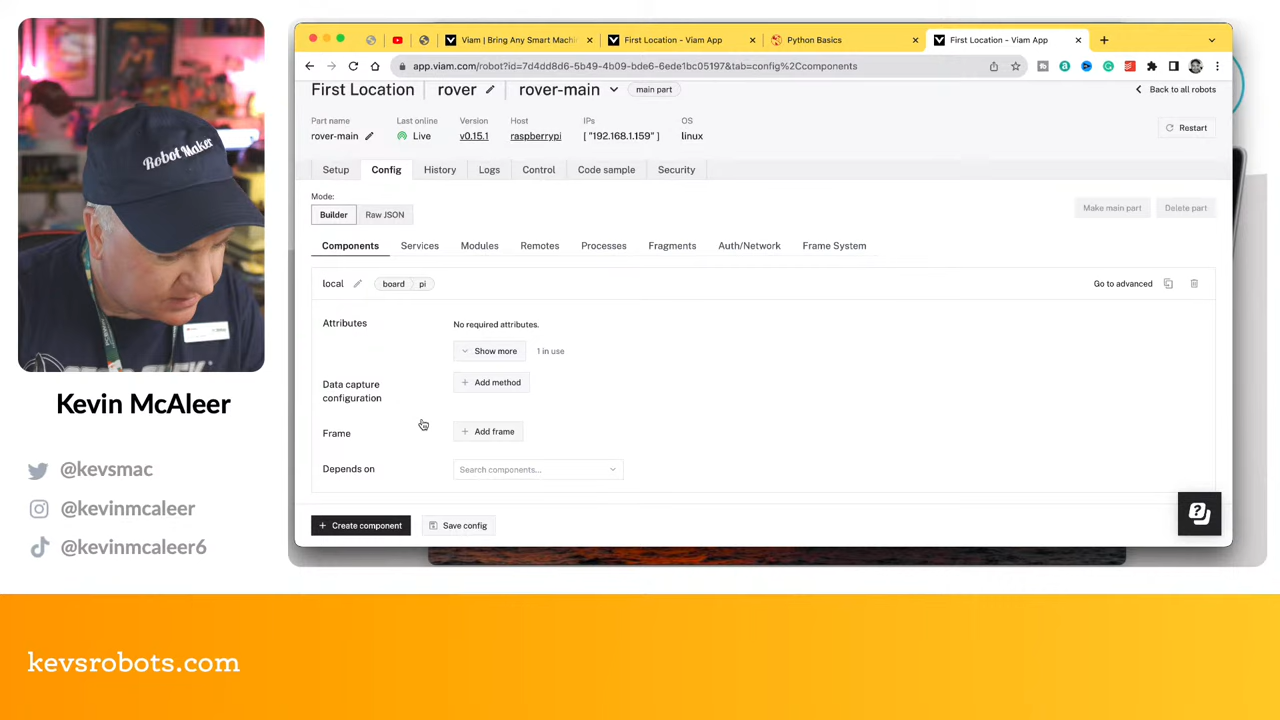 Viam | Bring Any Smart Machi
First Location - Viam App
Python Basics
First Location - Viam App
app.viam.com/robot?id=7d4dd8d6-5b49-4b09-bde6-6ede1bc05197&tab=config%2Ccomponents
First Location
rover
rover-main
main part
Back to all robots
Part name
Last online
Version
Host
IPs
OS
rover-main
Live
v0.15.1
raspberrypi
[ "192.168.1.159" ]
linux
Restart
Setup
Config
History
Logs
Control
Code sample
Security
Mode:
Builder
Raw JSON
Make main part
Delete part
Components
Services
Modules
Remotes
Processes
Fragments
Auth/Network
Frame System
local
board
pi
Go to advanced
Attributes
No required attributes.
Show more
1 in use
Data capture
configuration
+ Add method
Frame
+ Add frame
Depends on
Search components...
+ Create component
Save config
Robot Maker
Kevin McAleer
@kevsmac
@kevinmcaleer
@kevinmcaleer6
kevsrobots.com